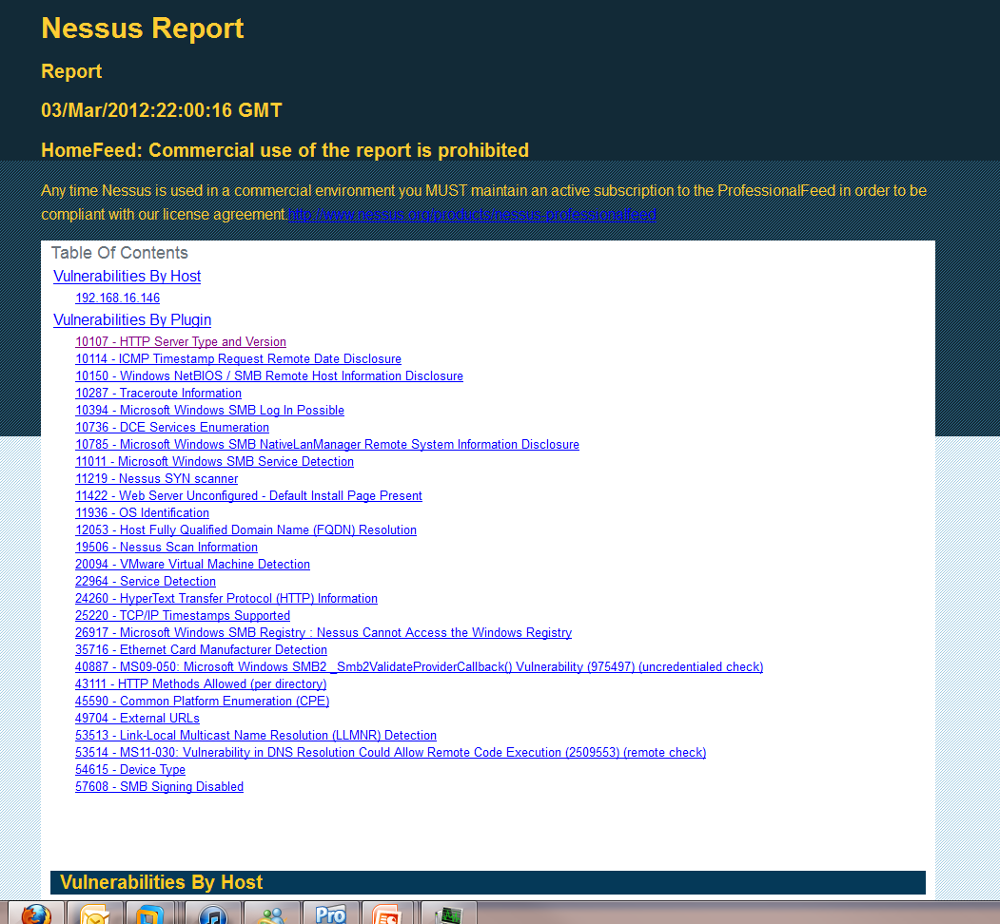 Nessus Report
Report
03/Mar/2012:22:00:16 GMT
HomeFeed: Commercial use of the report is prohibited
Any time Nessus is used in a commercial environment you MUST maintain an active subscription to the ProfessionalFeed in order to be
compliant with our license agreement.http://www.nessus.org/products/nessus-professionalfeed
Table Of Contents
Vulnerabilities By Host
192.168.16.146
Vulnerabilities By Plugin
10107 - HTTP Server Type and Version
10114 - ICMP Timestamp Request Remote Date Disclosure
10150 - Windows NetBIOS / SMB Remote Host Information Disclosure
10287 - Traceroute Information
10394 - Microsoft Windows SMB Log In Possible
10736 - DCE Services Enumeration
10785 - Microsoft Windows SMB NativeLanManager Remote System Information Disclosure
11011 - Microsoft Windows SMB Service Detection
11219 - Nessus SYN scanner
11422 - Web Server Unconfigured - Default Install Page Present
11936 - OS Identification
12053 - Host Fully Qualified Domain Name (FQDN) Resolution
19506 - Nessus Scan Information
20094 - VMware Virtual Machine Detection
22964 - Service Detection
24260 - HyperText Transfer Protocol (HTTP) Information
25220 - TCP/IP Timestamps Supported
26917 - Microsoft Windows SMB Registry : Nessus Cannot Access the Windows Registry
35716 - Ethernet Card Manufacturer Detection
40887 - MS09-050: Microsoft Windows SMB2 _Smb2ValidateProviderCallback() Vulnerability (975497) (uncredentialed check)
43111 - HTTP Methods Allowed (per directory)
45590 - Common Platform Enumeration (CPE)
49704 - External URLs
53513 - Link-Local Multicast Name Resolution (LLMNR) Detection
53514 - MS11-030: Vulnerability in DNS Resolution Could Allow Remote Code Execution (2509553) (remote check)
54615 - Device Type
57608 - SMB Signing Disabled
Vulnerabilities By Host
Pro